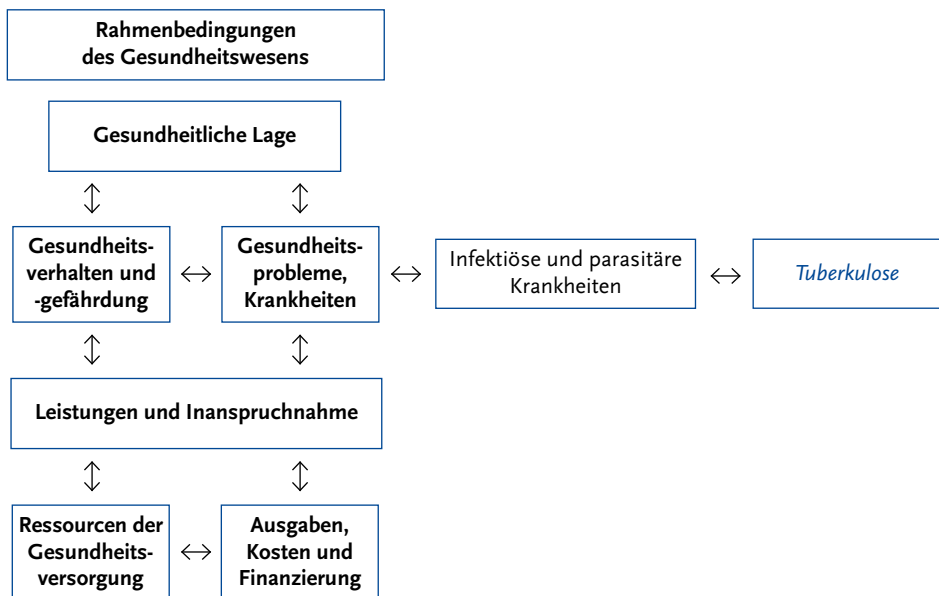 Rahmenbedingungen
des Gesundheitswesens
Gesundheitliche Lage
Gesundheits-
verhalten und
-gefährdung
Gesundheits-
probleme,
Krankheiten
Infektiöse und parasitäre
Krankheiten
Tuberkulose
Leistungen und Inanspruchnahme
Ressourcen der
Gesundheits-
versorgung
Ausgaben,
Kosten und
Finanzierung